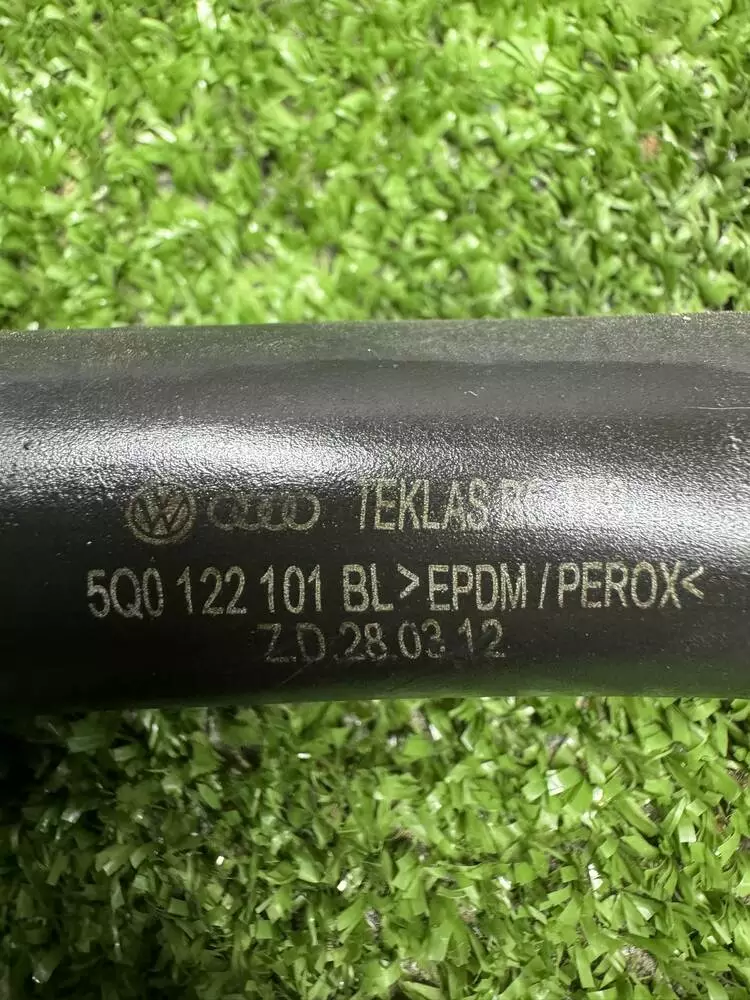 TEKLAS
5Q0 122 101 BL >EPDM / PEROX<
Z.D.28.03.12